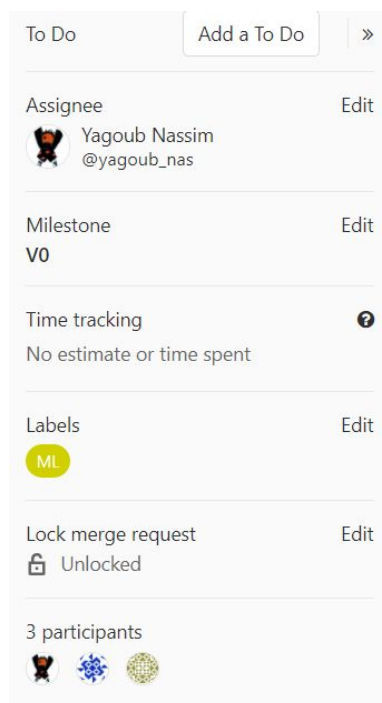 To Do Add a To Do »
Assignee Edit
Yagoub Nassim
@yagoub_nas
Milestone Edit
V0
Time tracking ?
No estimate or time spent
Labels Edit
ML
Lock merge request Edit
Unlocked
3 participants